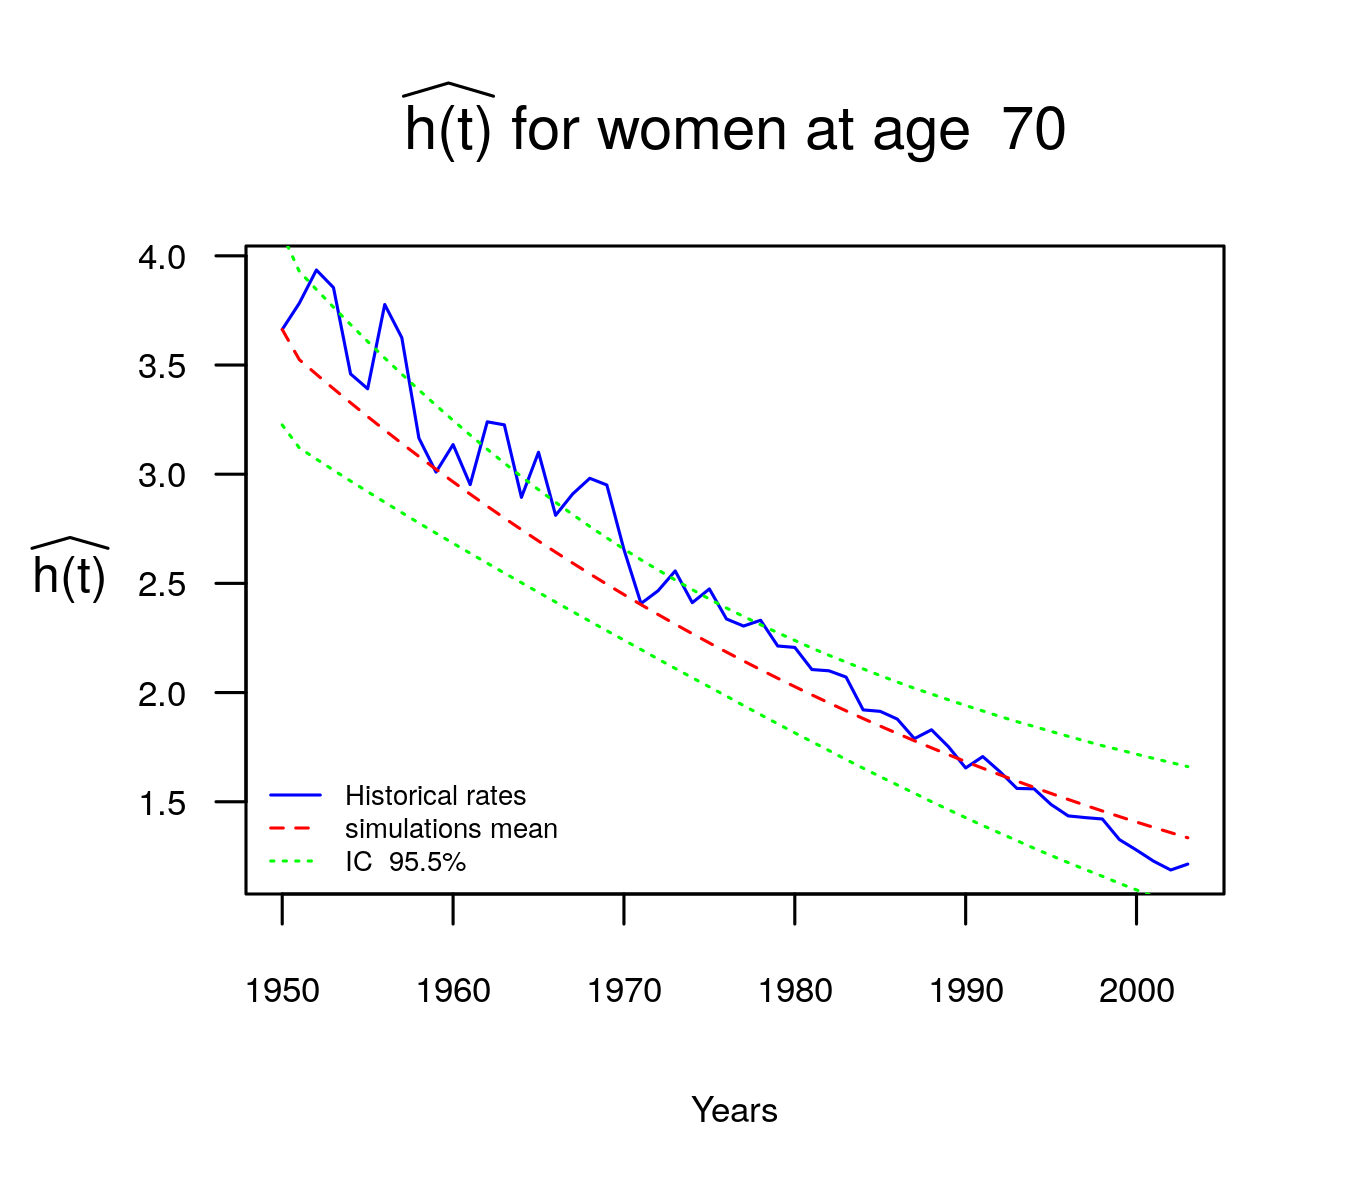 h(t) for women at age 70
4.0
3.5
3.0
2.5
2.0
1.5
h(t)
Historical rates
simulations mean
IC 95.5%
1950 1960 1970 1980 1990 2000
Years